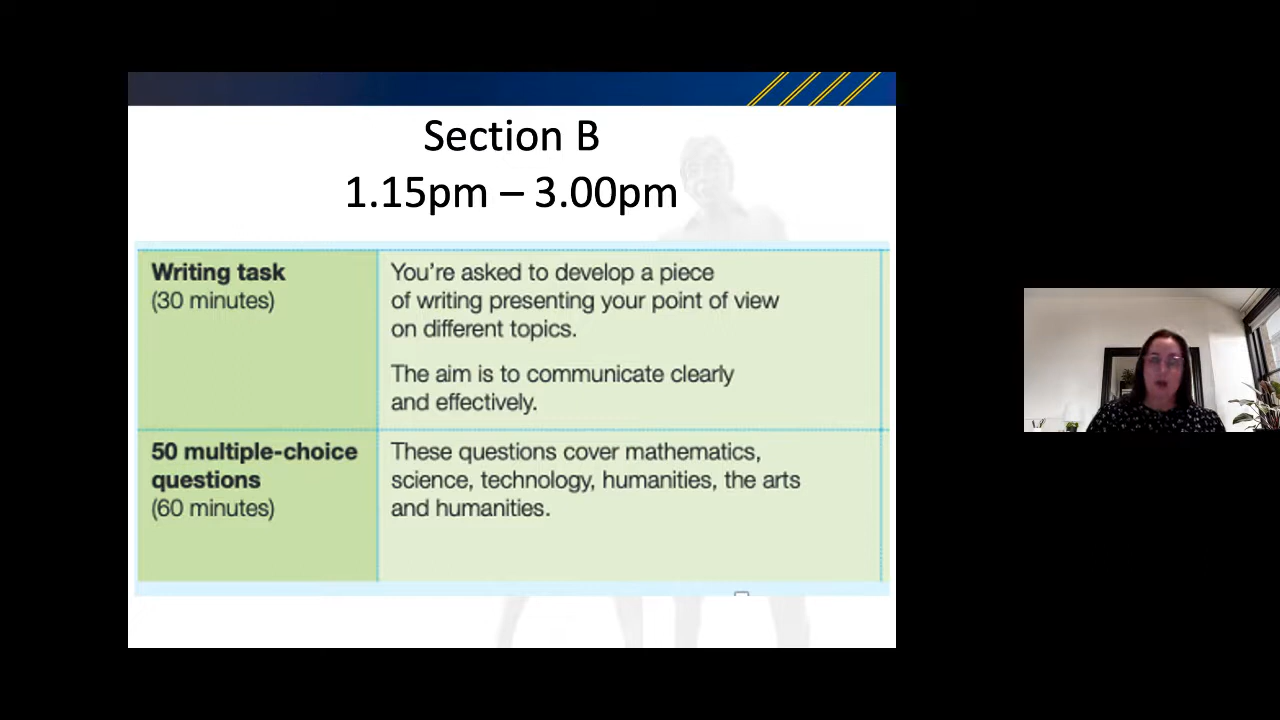 Section B
1.15pm – 3.00pm
Writing task
(30 minutes)
You're asked to develop a piece
of writing presenting your point of view
on different topics.
The aim is to communicate clearly
and effectively.
50 multiple-choice
questions
(60 minutes)
These questions cover mathematics,
science, technology, humanities, the arts
and humanities.